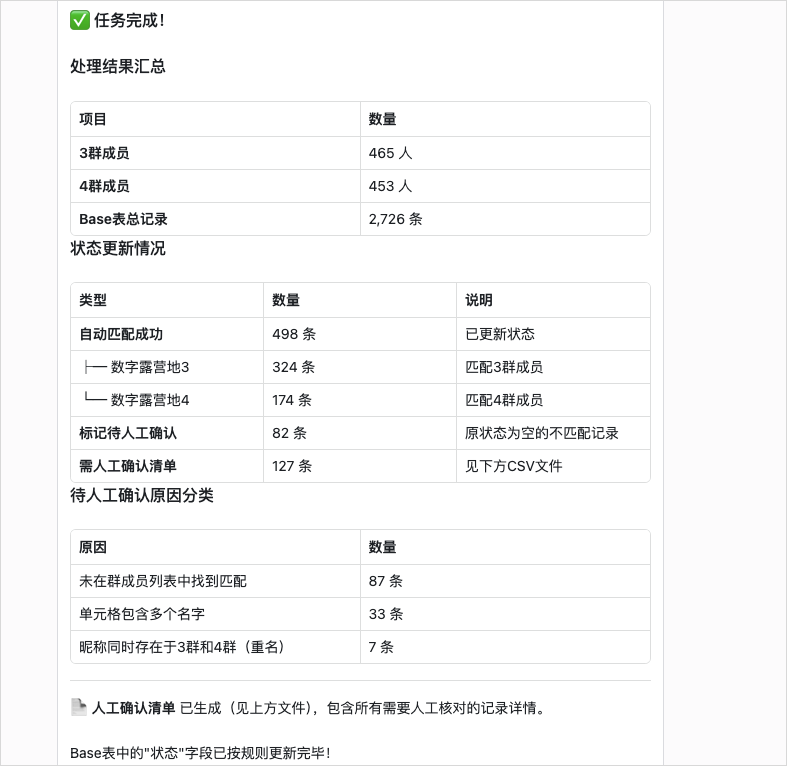 ✅ 任务完成！
处理结果汇总
项目 数量
3群成员 465 人
4群成员 453 人
Base表总记录 2,726 条
状态更新情况
类型 数量 说明
自动匹配成功 498 条 已更新状态
├── 数字露营地3 324 条 匹配3群成员
└── 数字露营地4 174 条 匹配4群成员
标记待人工确认 82 条 原状态为空的不匹配记录
需人工确认清单 127 条 见下方CSV文件
待人工确认原因分类
原因 数量
未在群成员列表中找到匹配 87 条
单元格包含多个名字 33 条
昵称同时存在于3群和4群（重名） 7 条
人工确认清单 已生成（见上方文件），包含所有需要人工核对的记录详情。
Base表中的"状态"字段已按规则更新完毕！